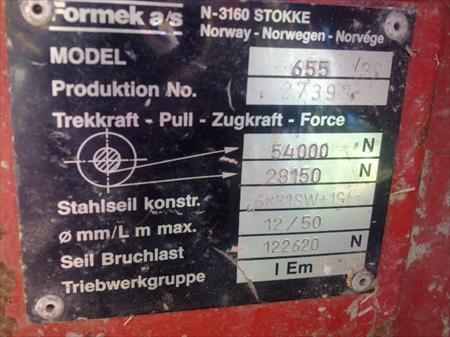 Formek a/s N-3160 STOKKE
Norway - Norwegen - Norvége
MODEL 655
Produktion No.
Trekkraft - Pull - Zugkraft - Force
54000 N
28150 N
Stahlseil konstr.
ø mm/L m max. 12/50
Seil Bruchlast 122620 N
Triebwerkgruppe I Em